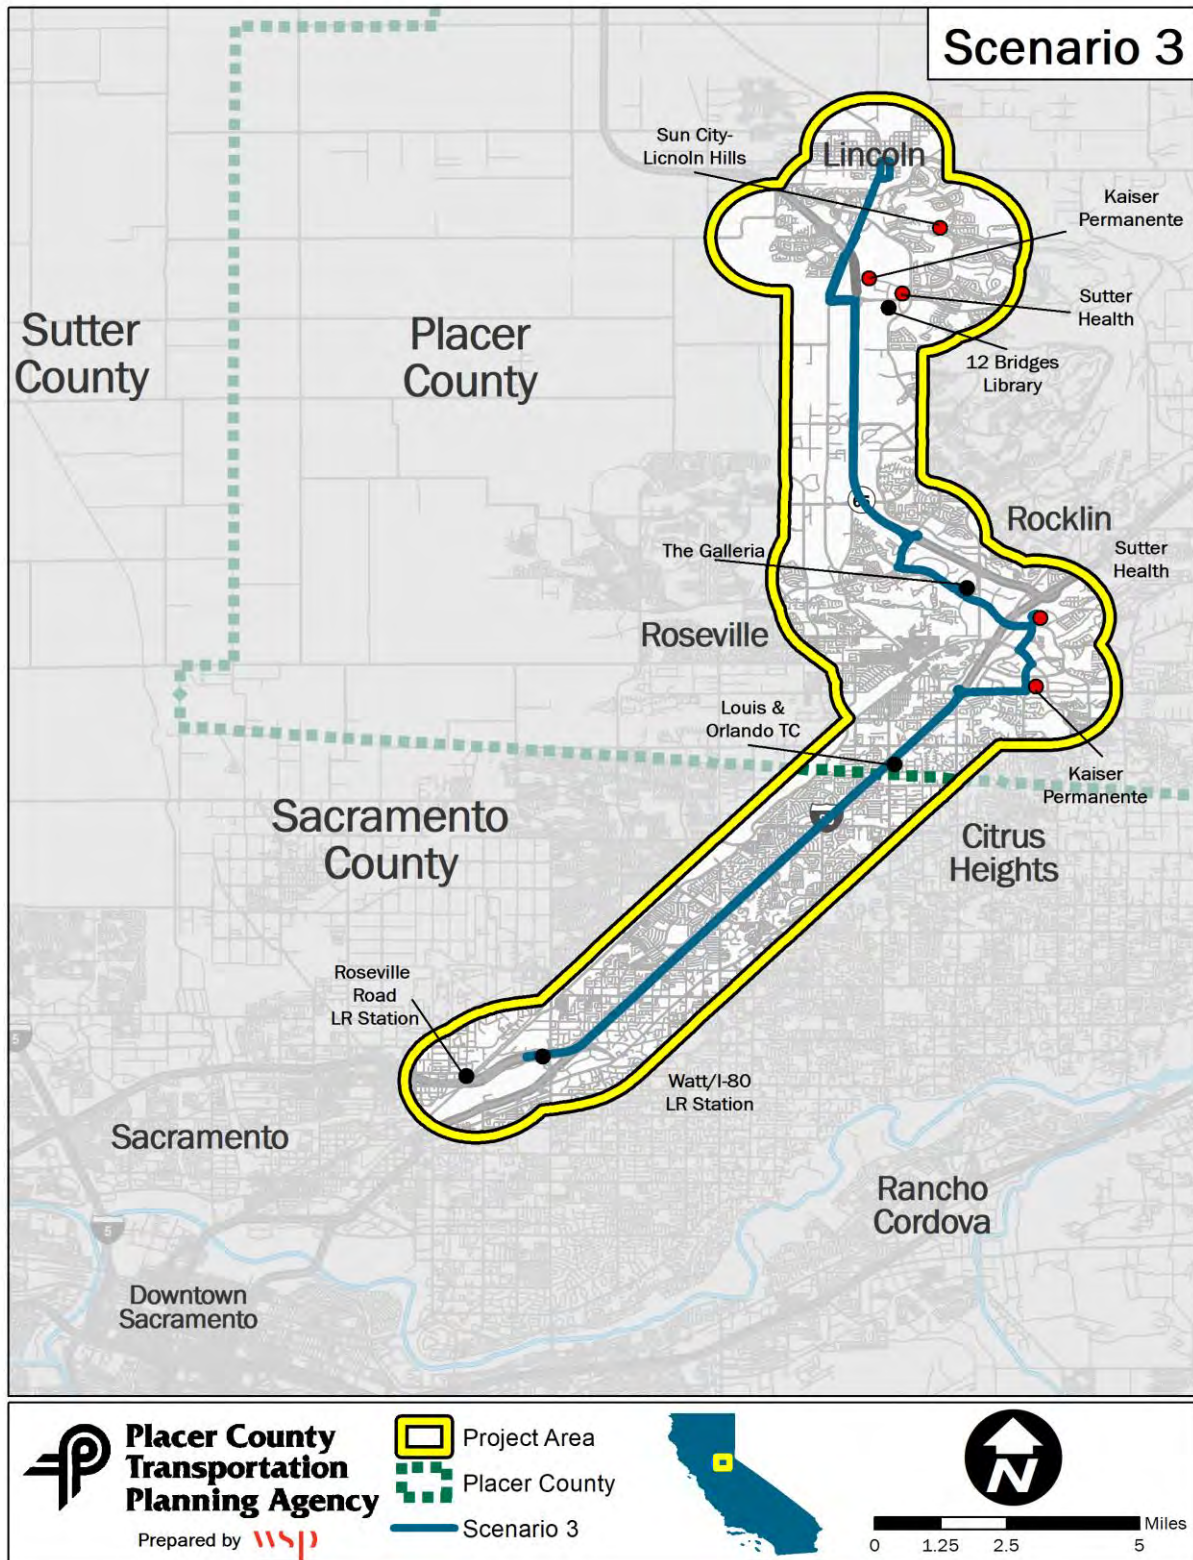 Scenario 3
Sun City-
Licnoln Hills
Lincoln
Kaiser
Permanente
Sutter
Health
12 Bridges
Library
Sutter
County
Placer
County
65
Rocklin
Sutter
Health
The Galleria
Roseville
Louis &
Orlando TC
Kaiser
Permanente
Sacramento
County
Citrus
Heights
Roseville
Road
LR Station
Watt/I-80
LR Station
5
Sacramento
Rancho
Cordova
5
Downtown
Sacramento
Placer County
Transportation
Planning Agency
Prepared by wsp
Project Area
Placer County
Scenario 3
N
Miles
0 1.25 2.5 5